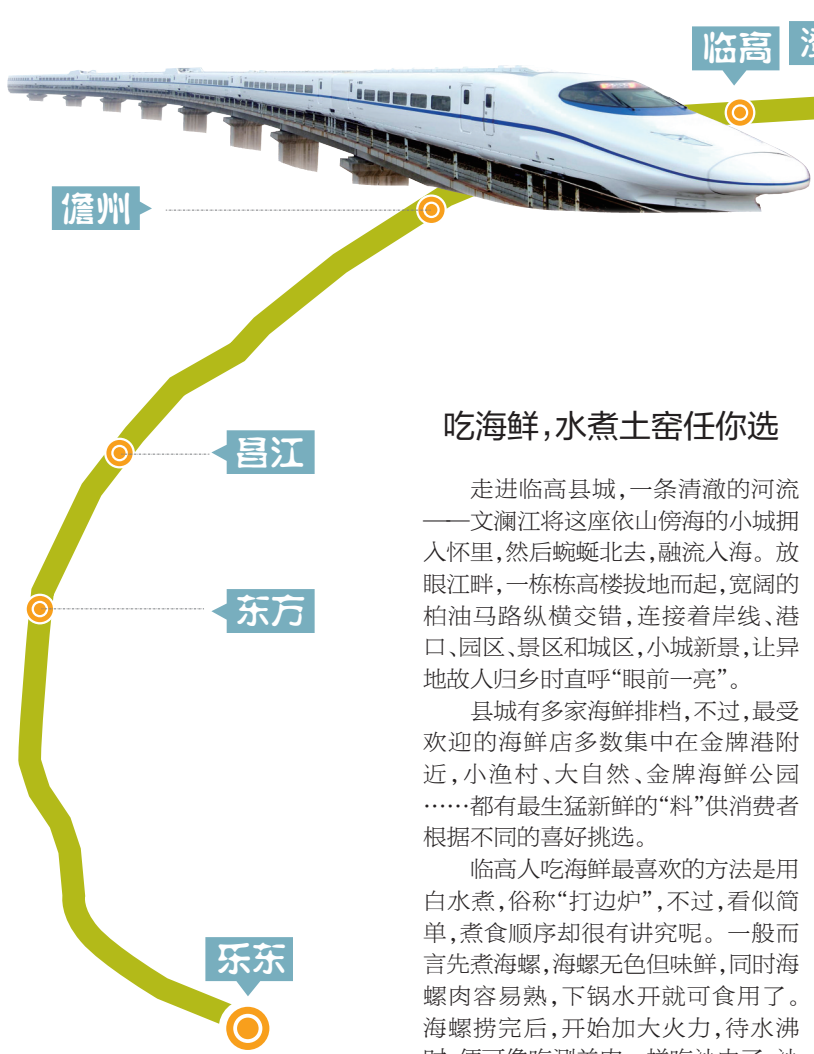 临高
儋州
昌江
东方
乐东
吃海鲜,水煮土窑任你选
走进临高县城,一条清澈的河流
——文澜江将这座依山傍海的小城拥
入怀里,然后蜿蜒北去,融流入海。放
眼江畔,一栋栋高楼拔地而起,宽阔的
柏油马路纵横交错,连接着岸线、港
口、园区、景区和城区,小城新景,让异
地故人归乡时直呼“眼前一亮”。
县城有多家海鲜排档,不过,最受
欢迎的海鲜店多数集中在金牌港附
近,小渔村、大自然、金牌海鲜公园
……都有最生猛新鲜的“料”供消费者
根据不同的喜好挑选。
临高人吃海鲜最喜欢的方法是用
白水煮,俗称“打边炉”,不过,看似简
单,煮食顺序却很有讲究呢。一般而
言先煮海螺,海螺无色但味鲜,同时海
螺肉容易熟,下锅水开就可食用了。
海螺捞完后,开始加大火力,待水沸